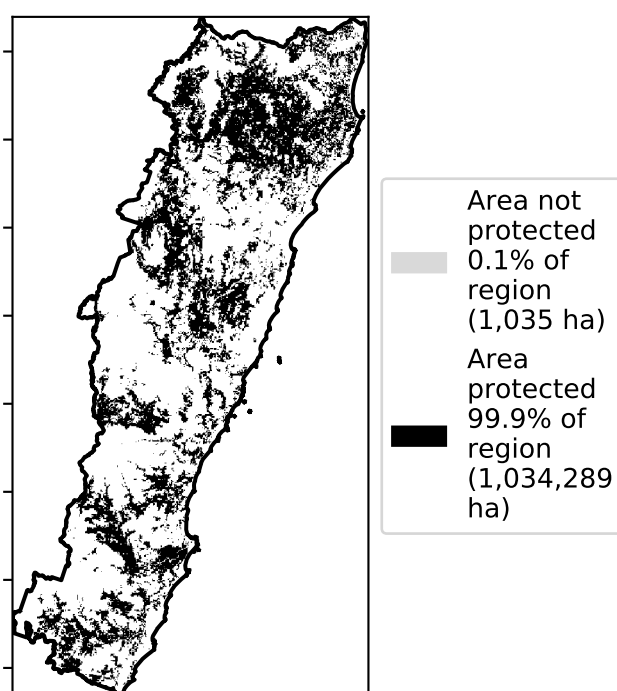 Area not
protected
0.1% of
region
(1,035 ha)
Area
protected
99.9% of
region
(1,034,289
ha)